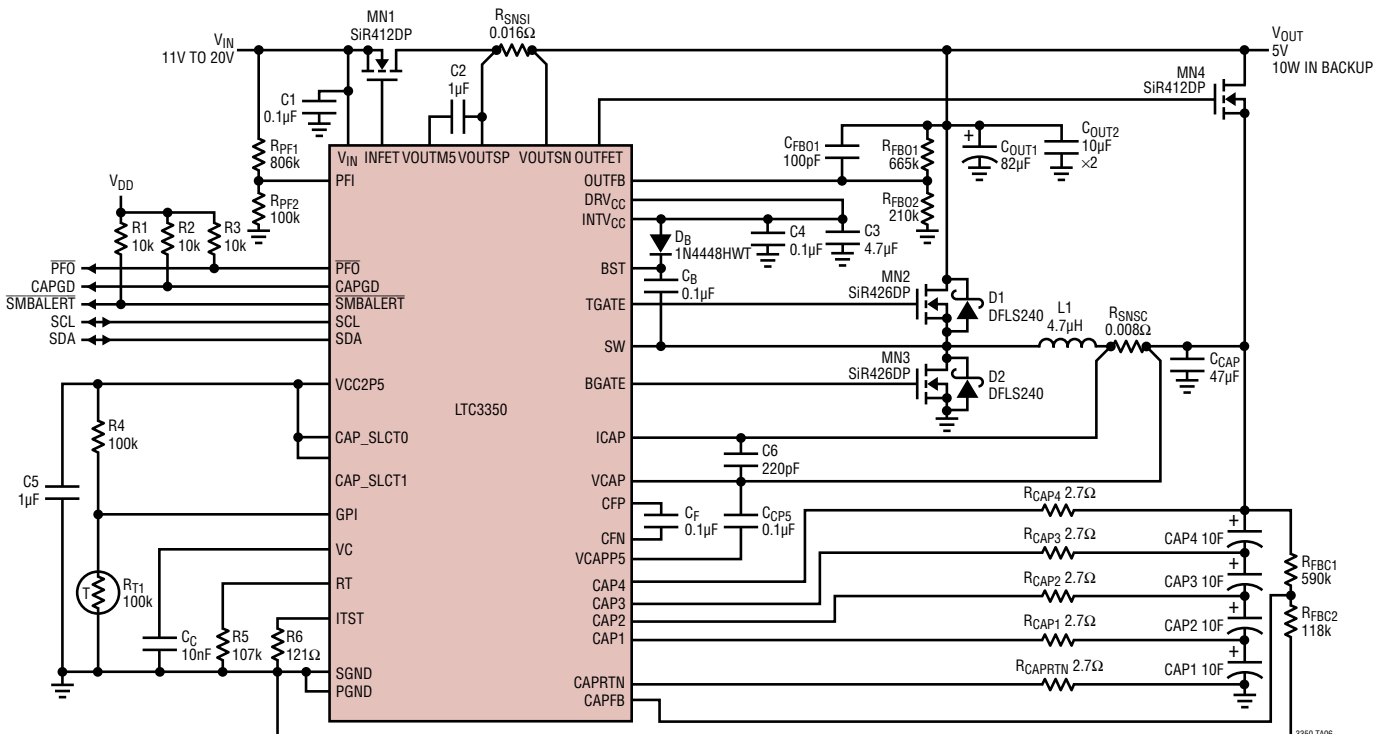 MN1
SiR412DP
RSNSI
0.016Ω
VIN
11V TO 20V
VOUT
5V
10W IN BACKUP
MN4
SiR412DP
C1
0.1µF
C2
1µF
VIN INFET VOUTM5 VOUTSP VOUTSN OUTFET
RPF1
806k
PFI
RPF2
100k
VDD
R1
10k
R2
10k
R3
10k
PFO
CAPGD
SMBALERT
SCL
SDA
PFO
CAPGD
SMBALERT
SCL
SDA
VCC2P5
CAP_SLCT0
CAP_SLCT1
GPI
VC
RT
ITST
SGND
PGND
LTC3350
R4
100k
C5
1µF
T
RT1
100k
CC
10nF
R5
107k
R6
121Ω
OUTFB
DRVCC
INTVCC
BST
TGATE
SW
BGATE
ICAP
VCAP
CFP
CFN
VCAPP5
CAP4
CAP3
CAP2
CAP1
CAPRTN
CAPFB
CFBO1
100pF
RFBO1
665k
+
COUT1
82µF
COUT2
10µF
×2
RFBO2
210k
DB
1N4448HWT
C4
0.1µF
C3
4.7µF
CB
0.1µF
MN2
SiR426DP
D1
DFLS240
L1
4.7µH
RSNSC
0.008Ω
CCAP
47µF
MN3
SiR426DP
D2
DFLS240
C6
220pF
CF
0.1µF
CCP5
0.1µF
RCAP4 2.7Ω
RCAP3 2.7Ω
RCAP2 2.7Ω
RCAP1 2.7Ω
RCAPRTN 2.7Ω
+
CAP4 10F
+
CAP3 10F
+
CAP2 10F
+
CAP1 10F
RFBC1
590k
RFBC2
118k
3350 TA06